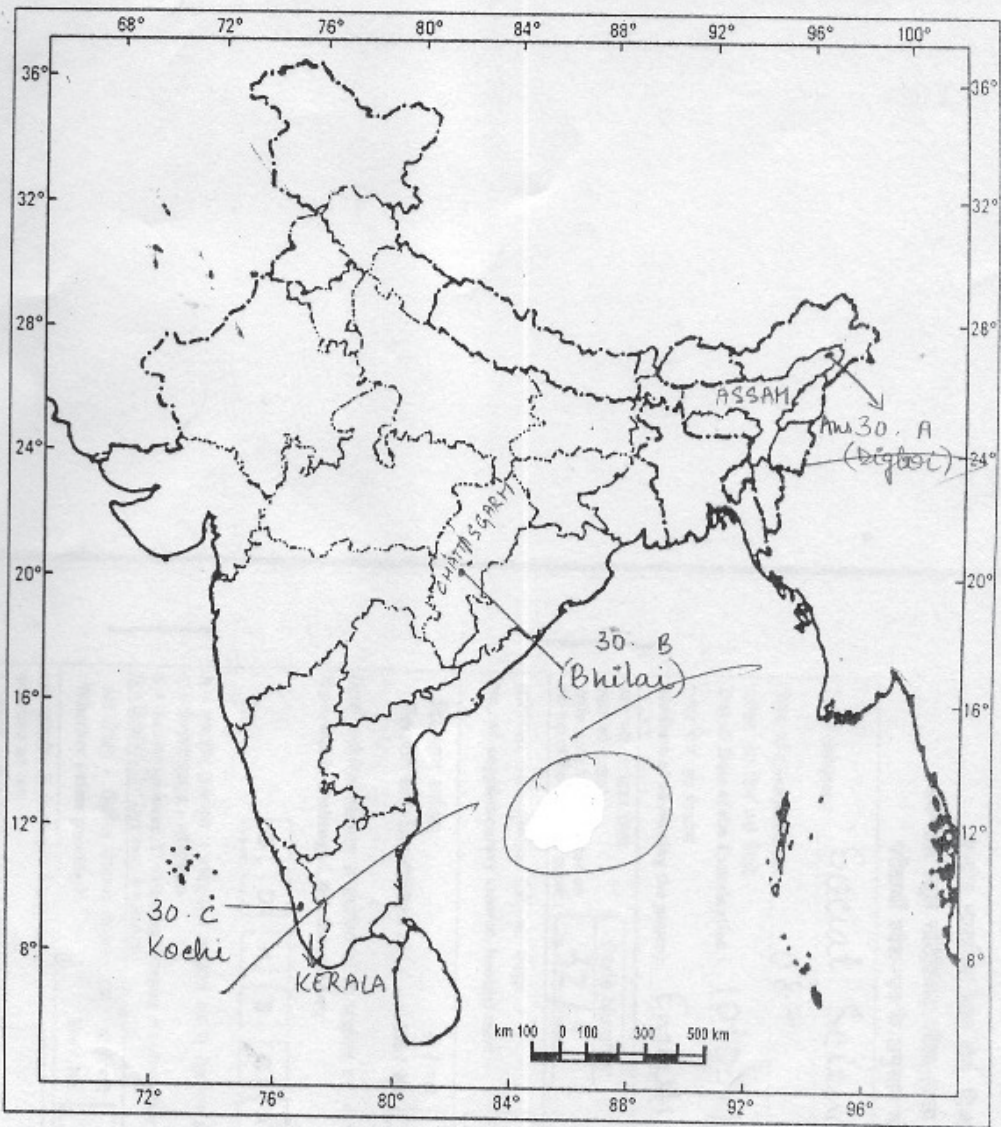 68° 72° 76° 80° 84° 88° 92° 96° 100°
36° 36°
32° 32°
28° 28°
ASSAM
Ans 30. A
24° 24°
(Digboi)
CHATTISGARH
20° 20°
30. B
(Bhilai)
16° 16°
12° 12°
30. C
Kochi
8° 8°
KERALA
km 100 0 100 300 500 km
72° 76° 80° 84° 88° 92° 96°